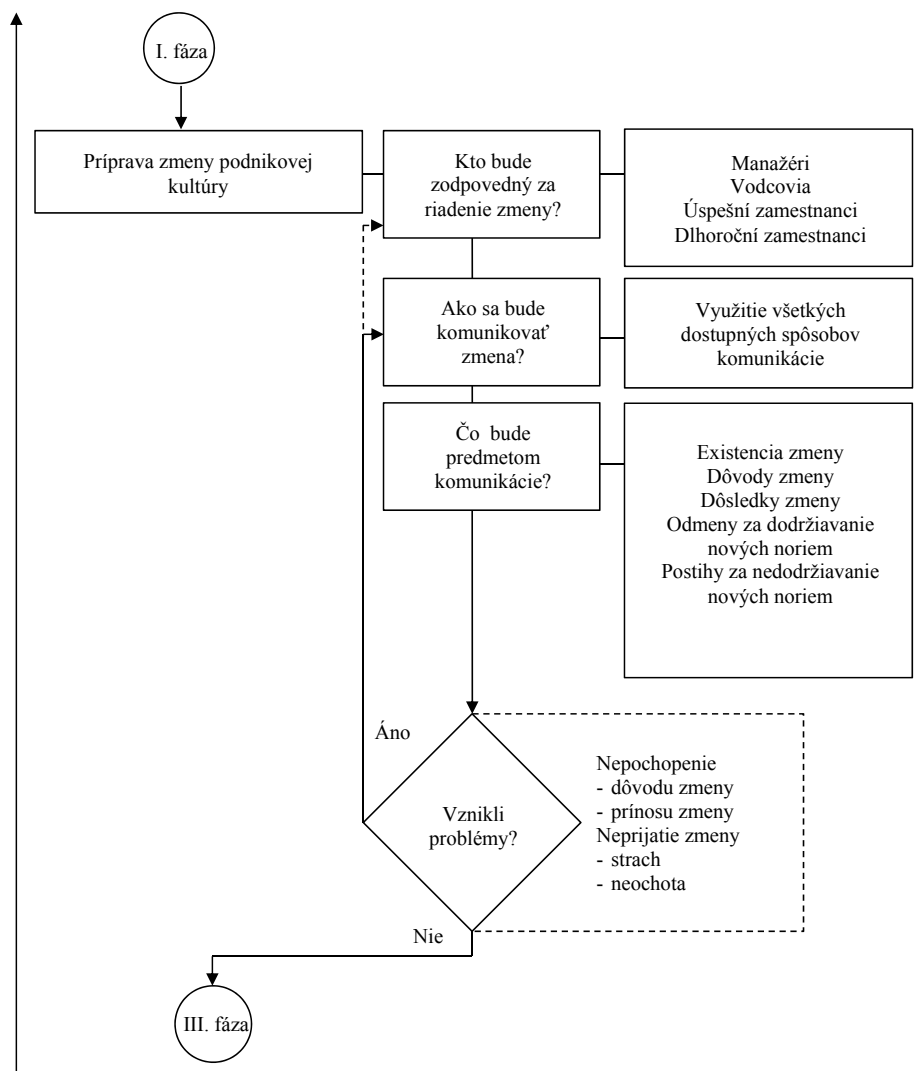 I. fáza
Príprava zmeny podnikovej
kultúry
Kto bude
zodpovedný za
riadenie zmeny?
Manažéri
Vodcovia
Úspešní zamestnanci
Dlhoroční zamestnanci
Ako sa bude
komunikovať
zmena?
Využitie všetkých
dostupných spôsobov
komunikácie
Čo bude
predmetom
komunikácie?
Existencia zmeny
Dôvody zmeny
Dôsledky zmeny
Odmeny za dodržiavanie
nových noriem
Postihy za nedodržiavanie
nových noriem
Áno
Vznikli
problémy?
Nepochopenie
- dôvodu zmeny
- prínosu zmeny
Neprijatie zmeny
- strach
- neochota
Nie
III. fáza